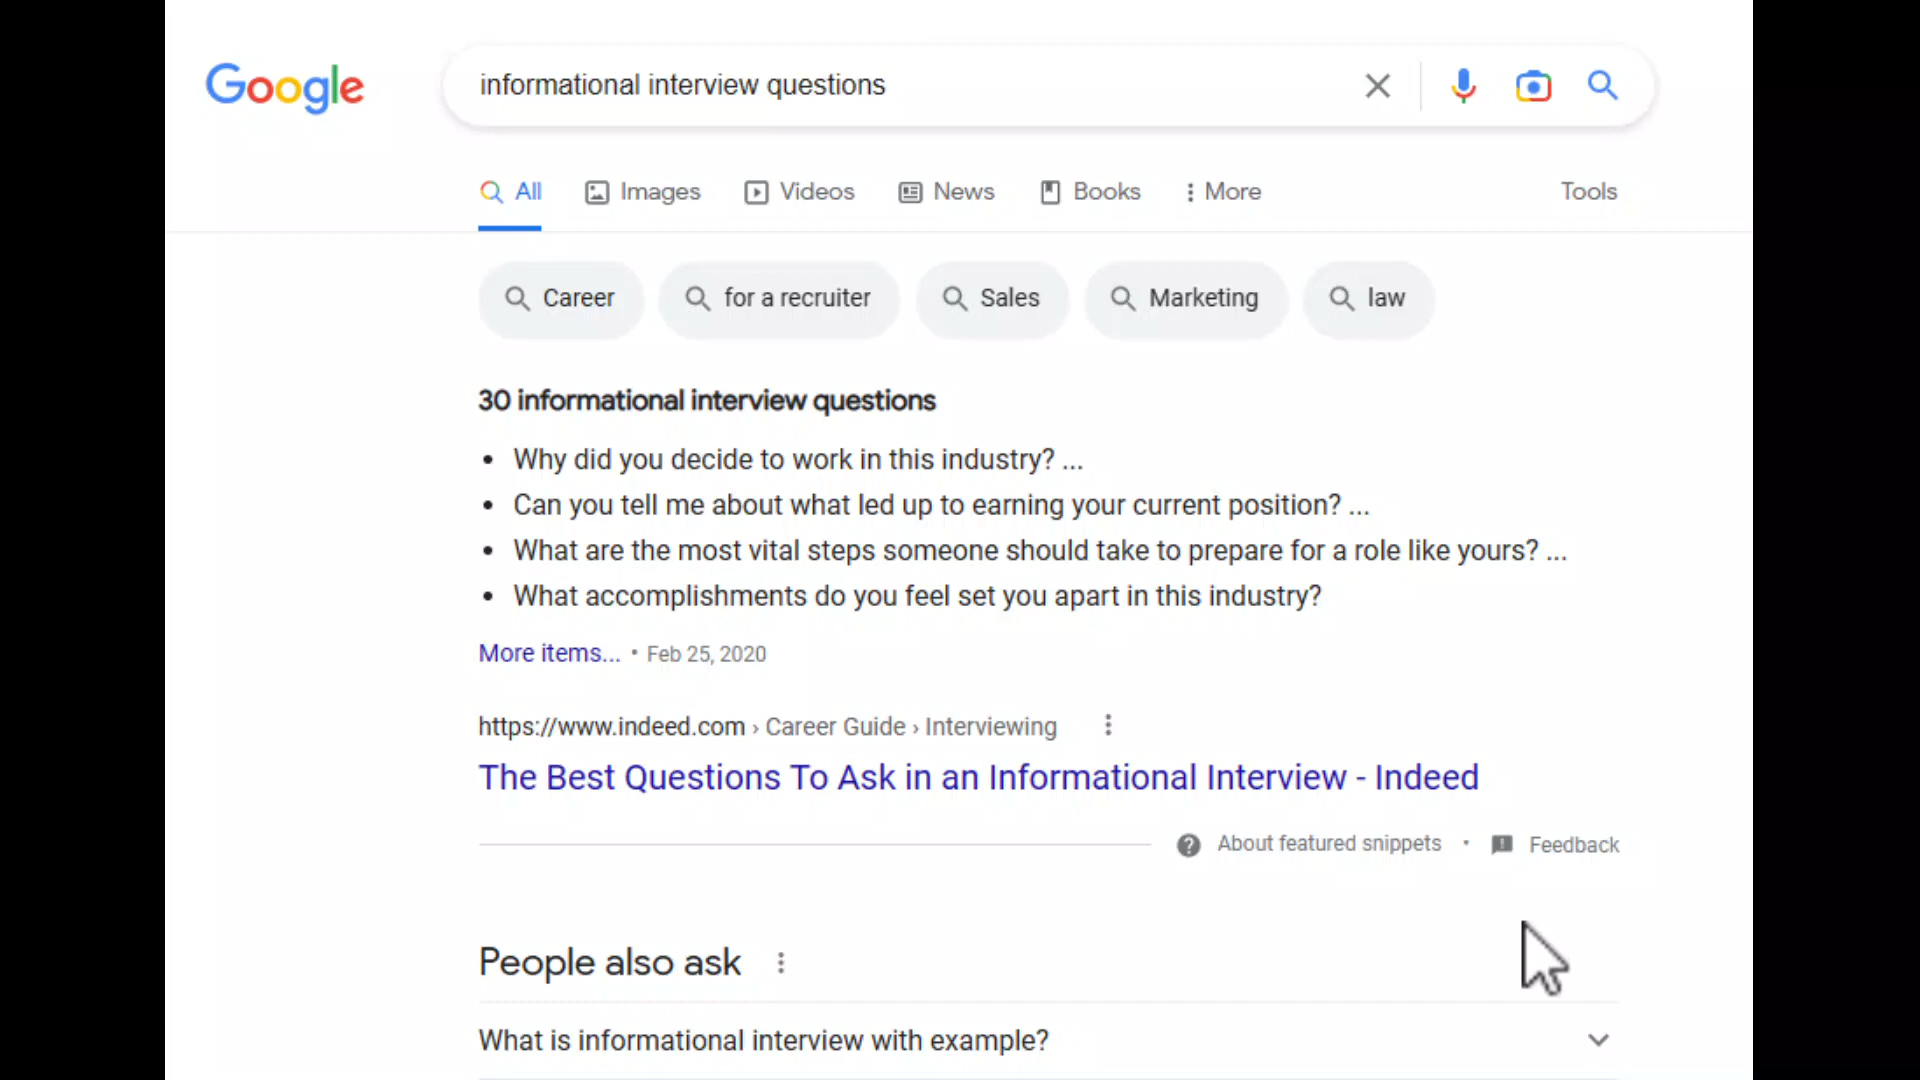 Google
informational interview questions
All Images Videos News Books More Tools
Career for a recruiter Sales Marketing law
30 informational interview questions
• Why did you decide to work in this industry? ...
• Can you tell me about what led up to earning your current position? ...
• What are the most vital steps someone should take to prepare for a role like yours? ...
• What accomplishments do you feel set you apart in this industry?
More items... • Feb 25, 2020
https://www.indeed.com › Career Guide › Interviewing
The Best Questions To Ask in an Informational Interview - Indeed
About featured snippets • Feedback
People also ask
What is informational interview with example?